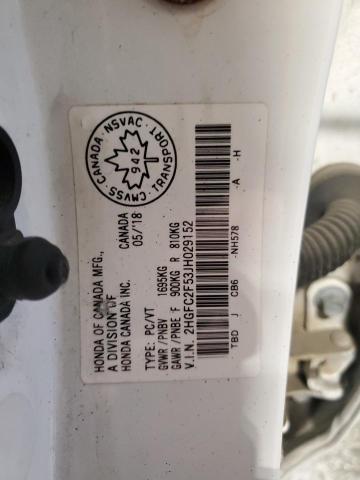 HONDA OF CANADA MFG.,
A DIVISION OF
HONDA CANADA INC.
CANADA
05/'18
CANADA NSVAC
942
CMVSS TRANSPORT
TYPE: PC/VT
GVWR/PNBV 1695KG
GAWR/PNBE F 900KG R 810KG
V.I.N. 2HGFC2F53JH029152
TBD J CB6 -NH578 -A -H